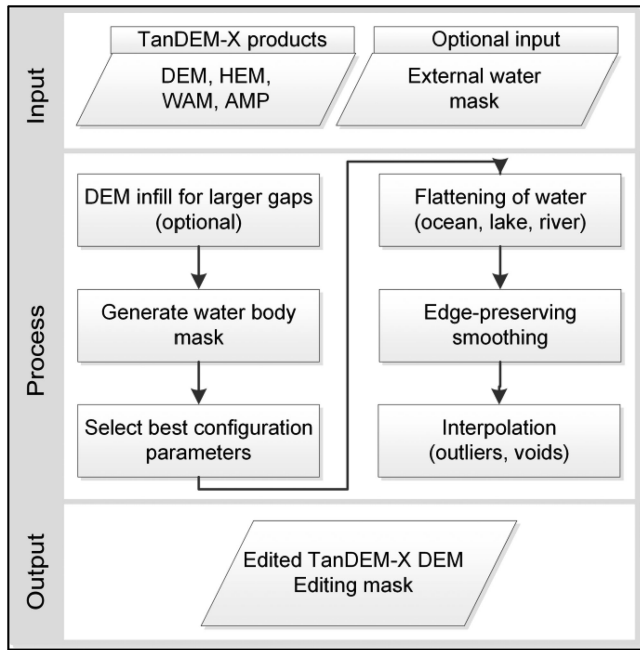 Input
TanDEM-X products
DEM, HEM,
WAM, AMP
Optional input
External water
mask
Process
DEM infill for larger gaps
(optional)
Generate water body
mask
Select best configuration
parameters
Flattening of water
(ocean, lake, river)
Edge-preserving
smoothing
Interpolation
(outliers, voids)
Output
Edited TanDEM-X DEM
Editing mask